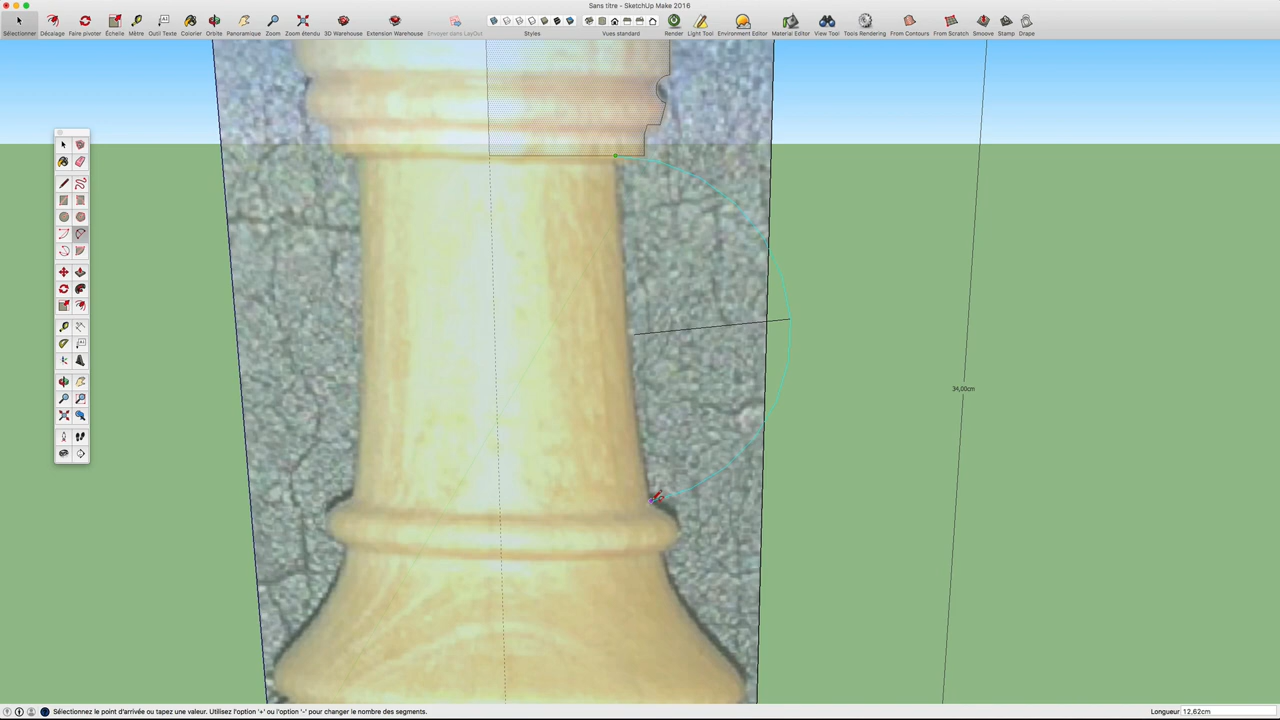 Sans titre - SketchUp Make 2016
Sélectionner Décalage Faire pivoter Échelle Mètre Outil Texte Colorier Orbite Panoramique Zoom Zoom étendu 3D Warehouse Extension Warehouse Envoyer dans LayOut Styles Vues standard Render Light Tool Environment Editor Material Editor View Tool Tools Rendering From Contours From Scratch Smoove Stamp Drape
34,00cm
Sélectionnez le point d'arrivée ou tapez une valeur. Utilisez l'option '+' ou l'option '-' pour changer le nombre des segments. Longueur 12,62cm